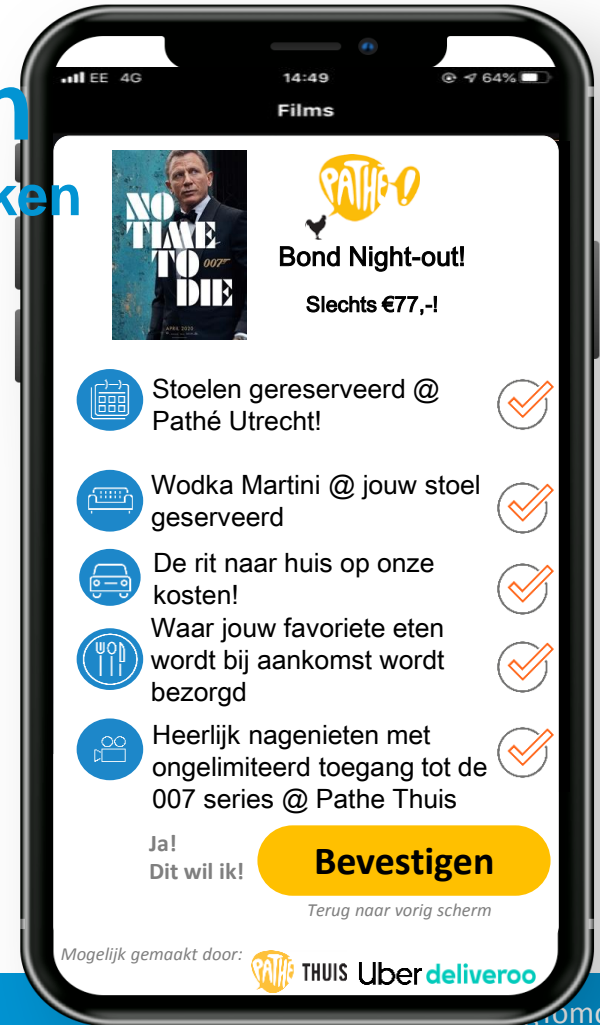 n
ken
EE 4G 14:49 64%
Films
NO
TIME
TO 007
DIE
APRIL 2020
PATHE-O!
Bond Night-out!
Slechts €77,-!
Stoelen gereserveerd @
Pathé Utrecht!
Wodka Martini @ jouw stoel
geserveerd
De rit naar huis op onze
kosten!
Waar jouw favoriete eten
wordt bij aankomst wordt
bezorgd
Heerlijk nagenieten met
ongelimiteerd toegang tot de
007 series @ Pathe Thuis
Ja!
Dit wil ik!
Bevestigen
Terug naar vorig scherm
Mogelijk gemaakt door:
PATHE THUIS Uber deliveroo